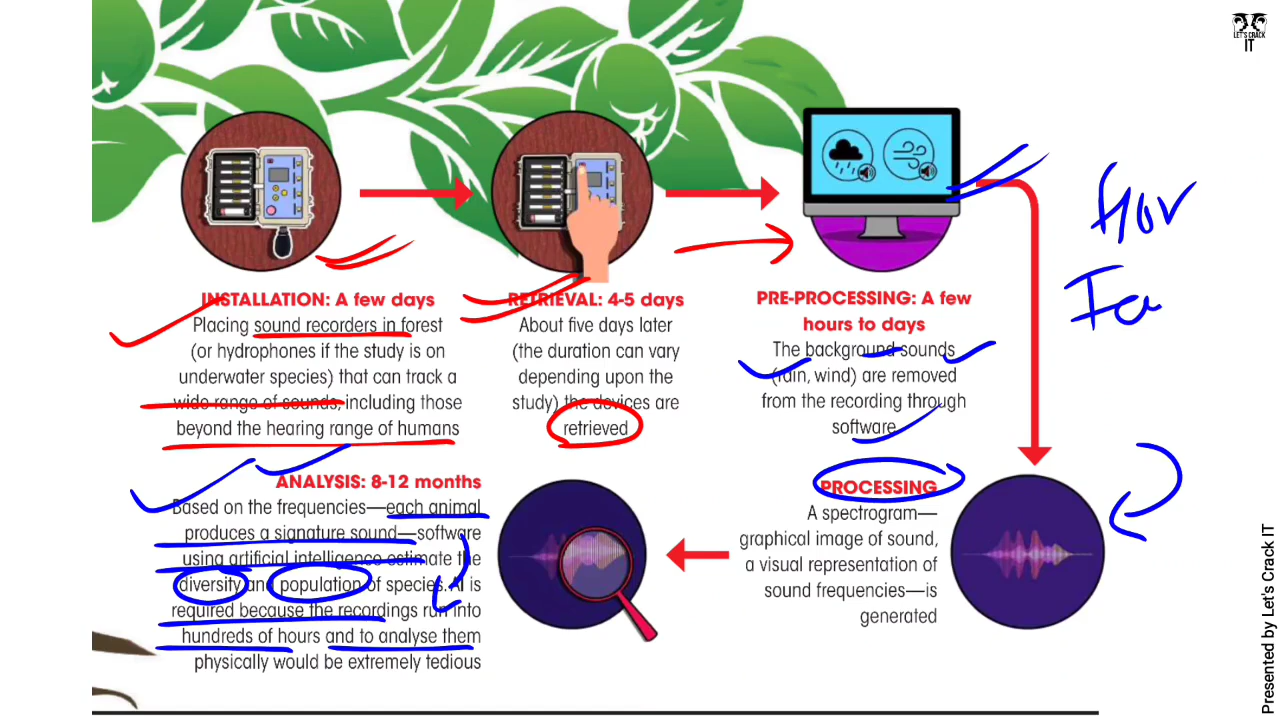 LET'S CRACK
IT
INSTALLATION: A few days
Placing sound recorders in forest
(or hydrophones if the study is on
underwater species) that can track a
wide range of sounds, including those
beyond the hearing range of humans
RETRIEVAL: 4-5 days
About five days later
(the duration can vary
depending upon the
study) the devices are
retrieved
PRE-PROCESSING: A few
hours to days
The background sounds
(rain, wind) are removed
from the recording through
software
PROCESSING
A spectrogram—
graphical image of sound,
a visual representation of
sound frequencies—is
generated
ANALYSIS: 8-12 months
Based on the frequencies—each animal
produces a signature sound—software
using artificial intelligence estimate the
diversity and population of species. AI is
required because the recordings run into
hundreds of hours and to analyse them
physically would be extremely tedious
Presented by Let's Crack IT